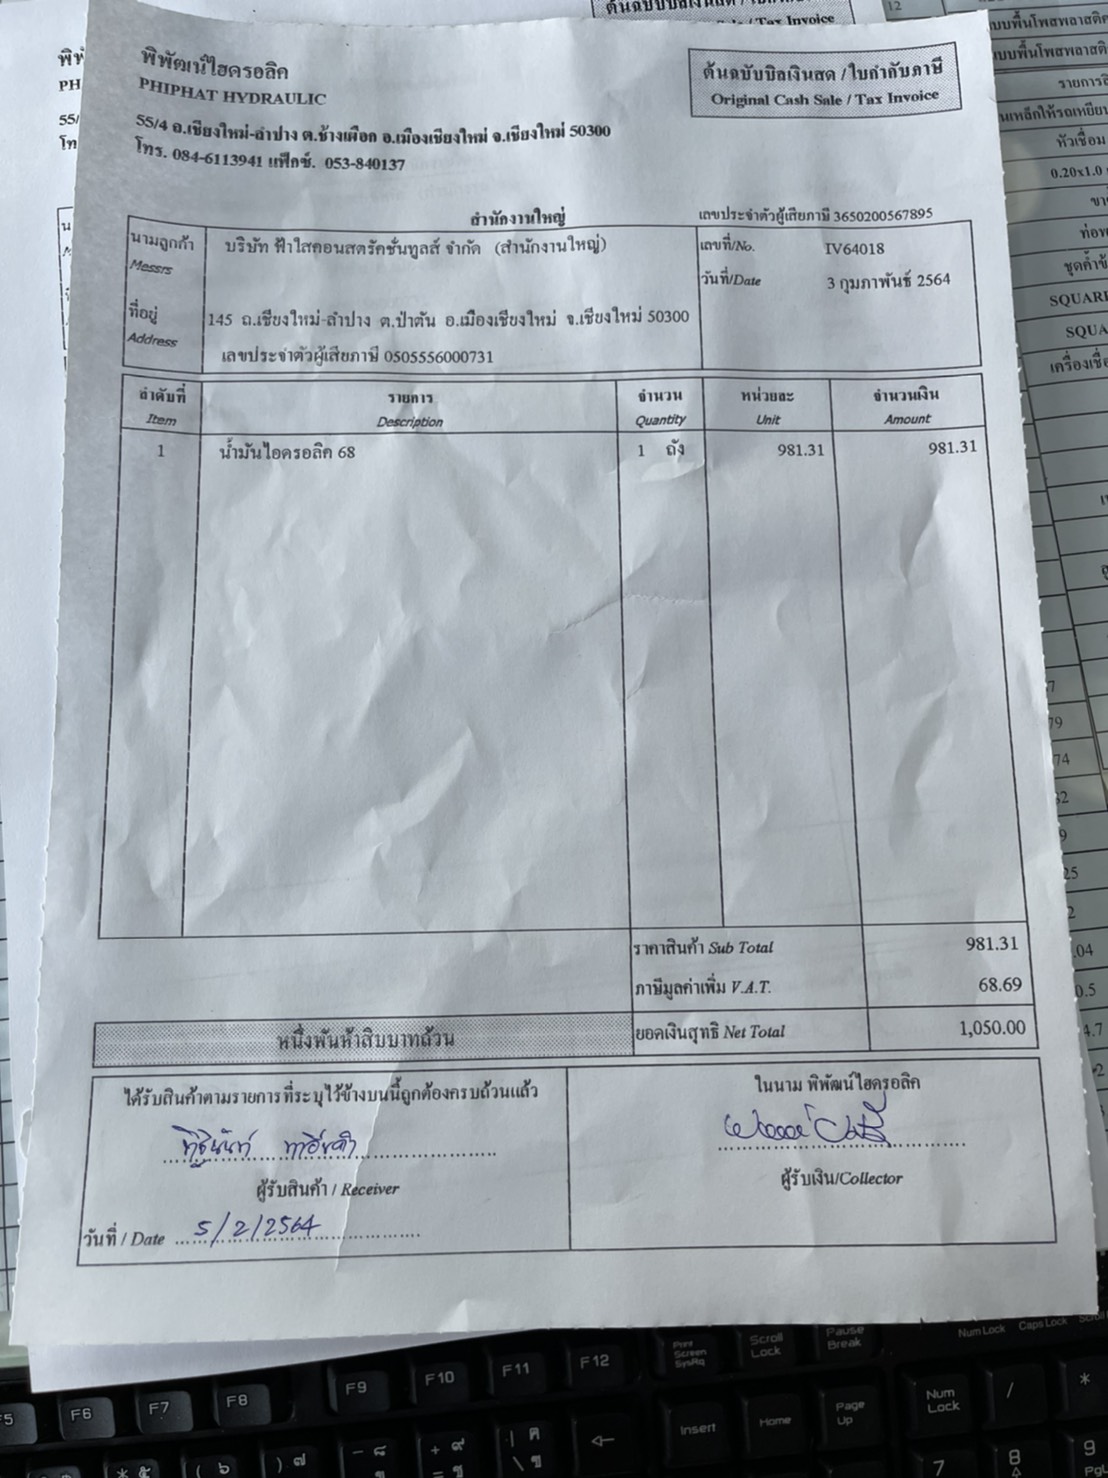 พิพัฒน์ไฮดรอลิค
PHIPHAT HYDRAULIC
55/4 ถ.เชียงใหม่-ลำปาง ต.ช้างเผือก อ.เมืองเชียงใหม่ จ.เชียงใหม่ 50300
โทร. 084-6113941 แฟ็กซ์. 053-840137
ต้นฉบับบิลเงินสด / ใบกำกับภาษี
Original Cash Sale / Tax Invoice
สำนักงานใหญ่
เลขประจำตัวผู้เสียภาษี 3650200567895
นามลูกค้า บริษัท ฟ้าใสคอนสตรัคชั่นทูลส์ จำกัด (สำนักงานใหญ่)
Messrs
เลขที่/No. IV64018
วันที่/Date 3 กุมภาพันธ์ 2564
ที่อยู่ 145 ถ.เชียงใหม่-ลำปาง ต.ป่าตัน อ.เมืองเชียงใหม่ จ.เชียงใหม่ 50300
Address
เลขประจำตัวผู้เสียภาษี 0505556000731
ลำดับที่ รายการ จำนวน หน่วยละ จำนวนเงิน
Item Description Quantity Unit Amount
1 น้ำมันไฮดรอลิค 68 1 ถัง 981.31 981.31
ราคาสินค้า Sub Total 981.31
ภาษีมูลค่าเพิ่ม V.A.T. 68.69
หนึ่งพันห้าสิบบาทถ้วน ยอดเงินสุทธิ Net Total 1,050.00
ได้รับสินค้าตามรายการที่ระบุไว้ข้างบนนี้ถูกต้องครบถ้วนแล้ว
ผู้รับสินค้า / Receiver
วันที่ / Date 5/2/2564
ในนาม พิพัฒน์ไฮดรอลิค
ผู้รับเงิน/Collector
F6
F7
F8
F9
F10
F11
F12
Print Screen SysRq
Scroll Lock
Pause Break
Num Lock
Caps Lock
Insert
Home
Page Up
Num Lock
/
*
7
8
9